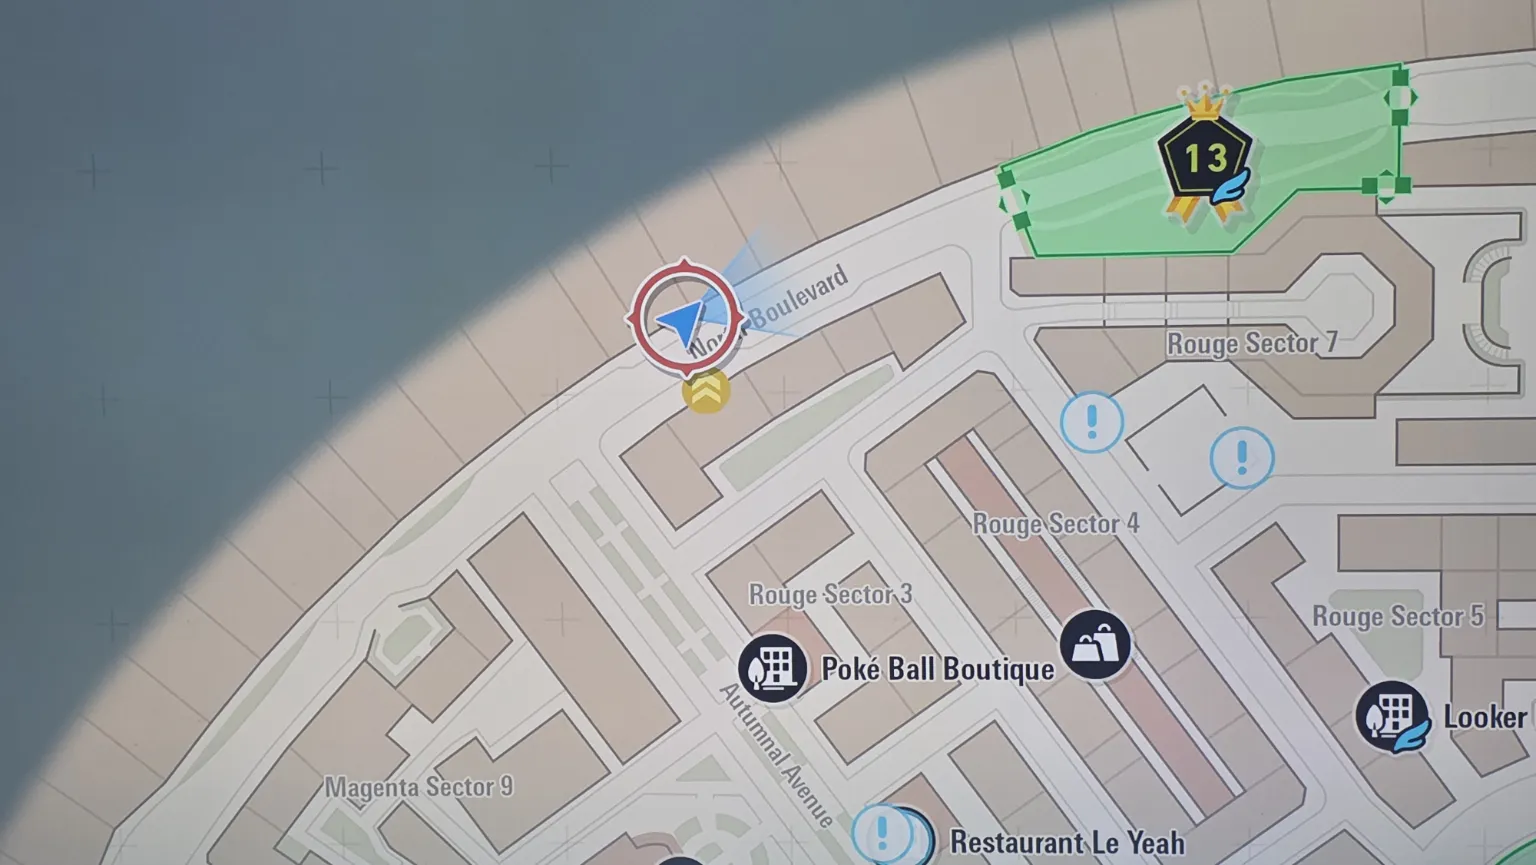 13
North Boulevard
Rouge Sector 7
Rouge Sector 4
Rouge Sector 3
Rouge Sector 5
Poké Ball Boutique
Looker
Autumnal Avenue
Magenta Sector 9
Restaurant Le Yeah